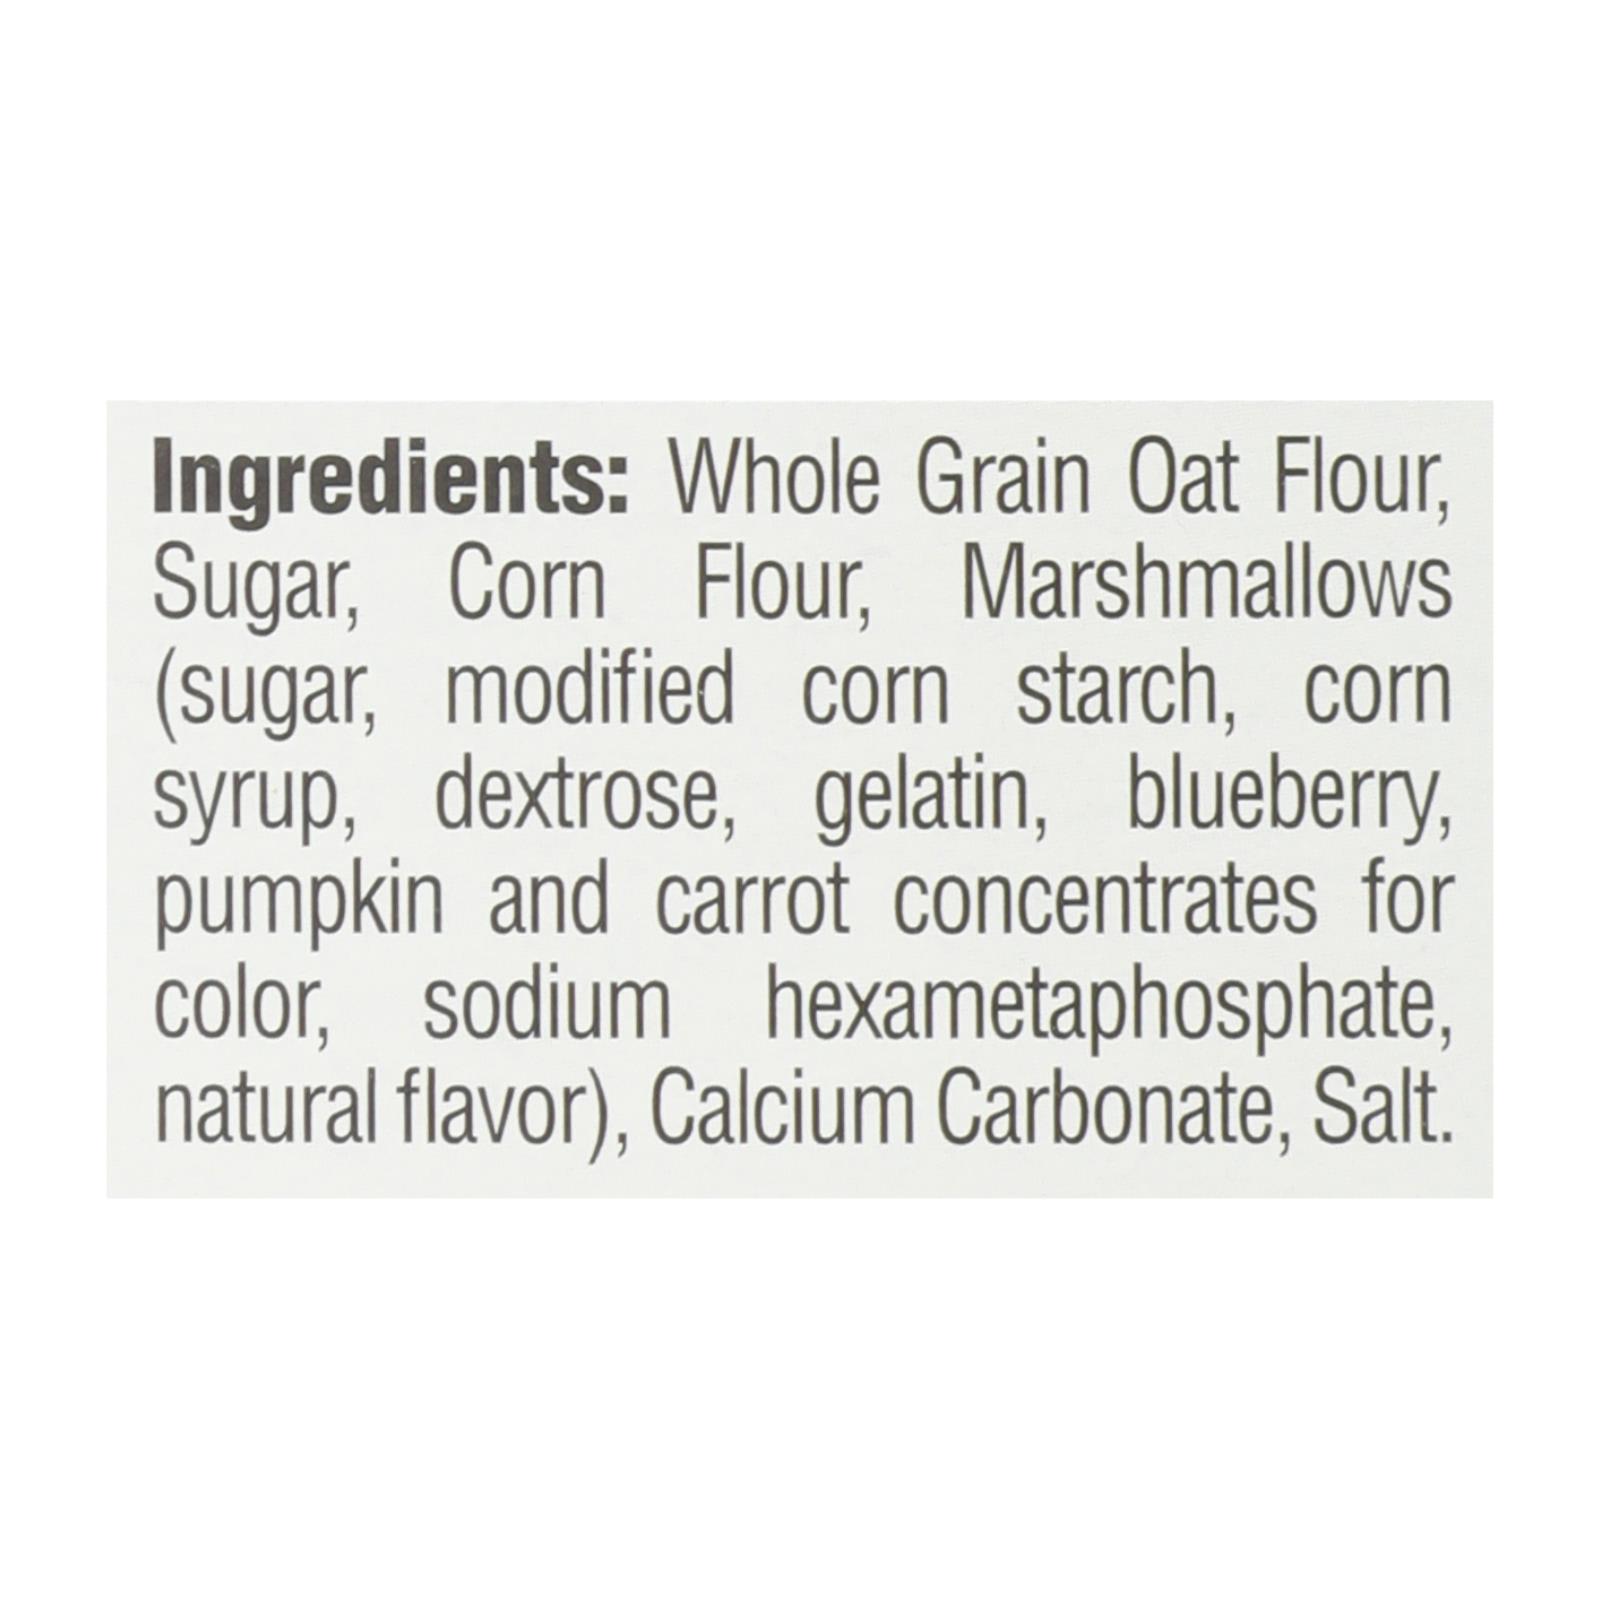 Ingredients: Whole Grain Oat Flour,
Sugar, Corn Flour, Marshmallows
(sugar, modified corn starch, corn
syrup, dextrose, gelatin, blueberry,
pumpkin and carrot concentrates for
color, sodium hexametaphosphate,
natural flavor), Calcium Carbonate, Salt.